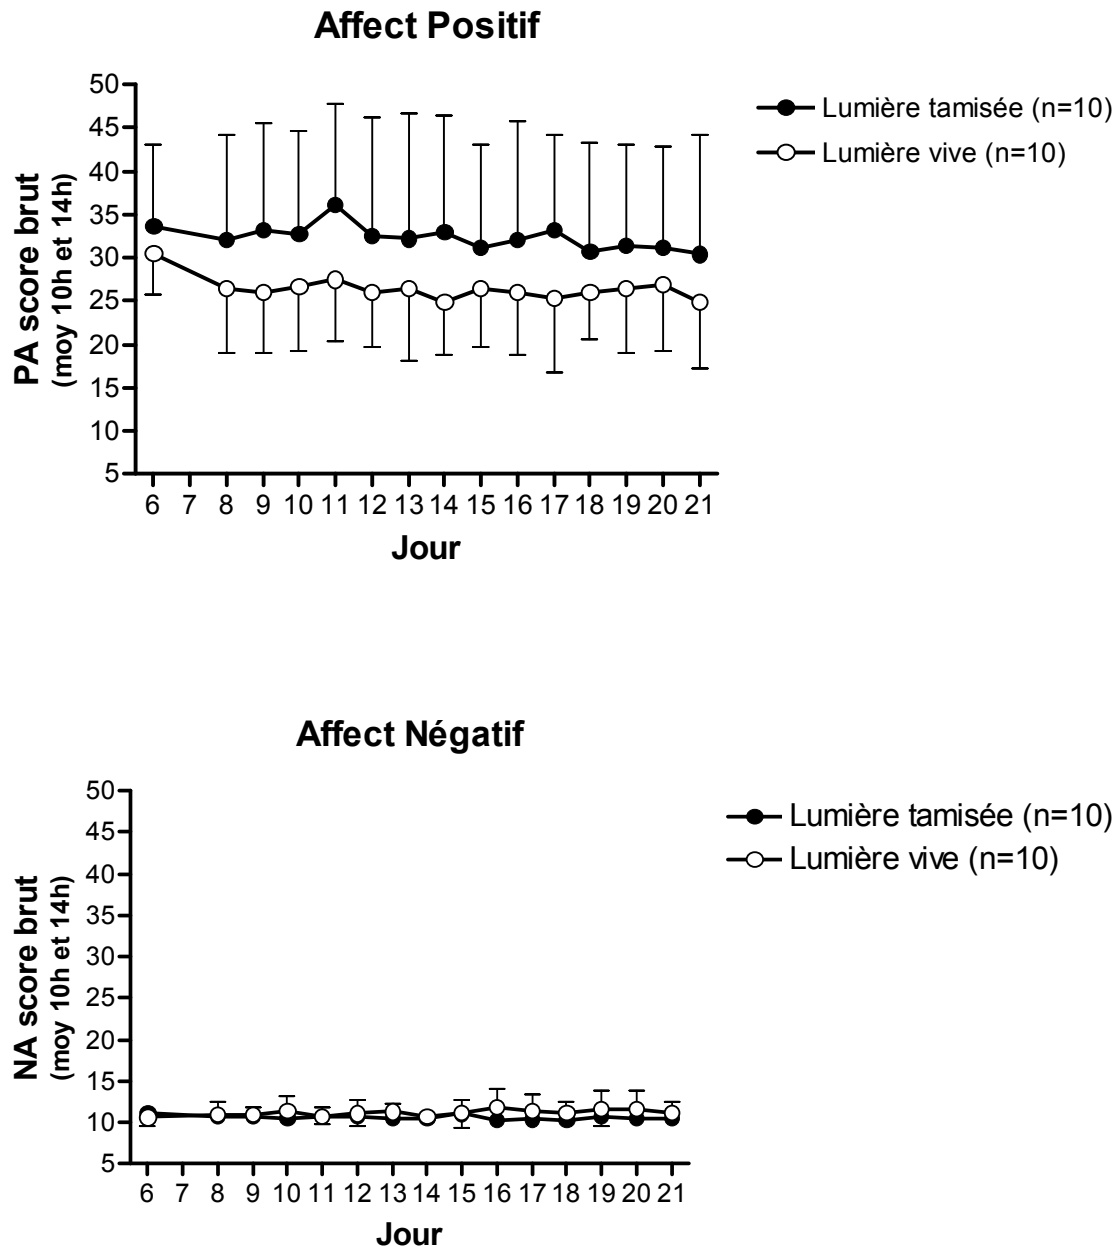 Affect Positif
50
45
40
35
30
25
20
15
10
5
PA score brut
(moy 10h et 14h)
Lumière tamisée (n=10)
Lumière vive (n=10)
6 7 8 9 10 11 12 13 14 15 16 17 18 19 20 21
Jour
Affect Négatif
50
45
40
35
30
25
20
15
10
5
NA score brut
(moy 10h et 14h)
Lumière tamisée (n=10)
Lumière vive (n=10)
6 7 8 9 10 11 12 13 14 15 16 17 18 19 20 21
Jour